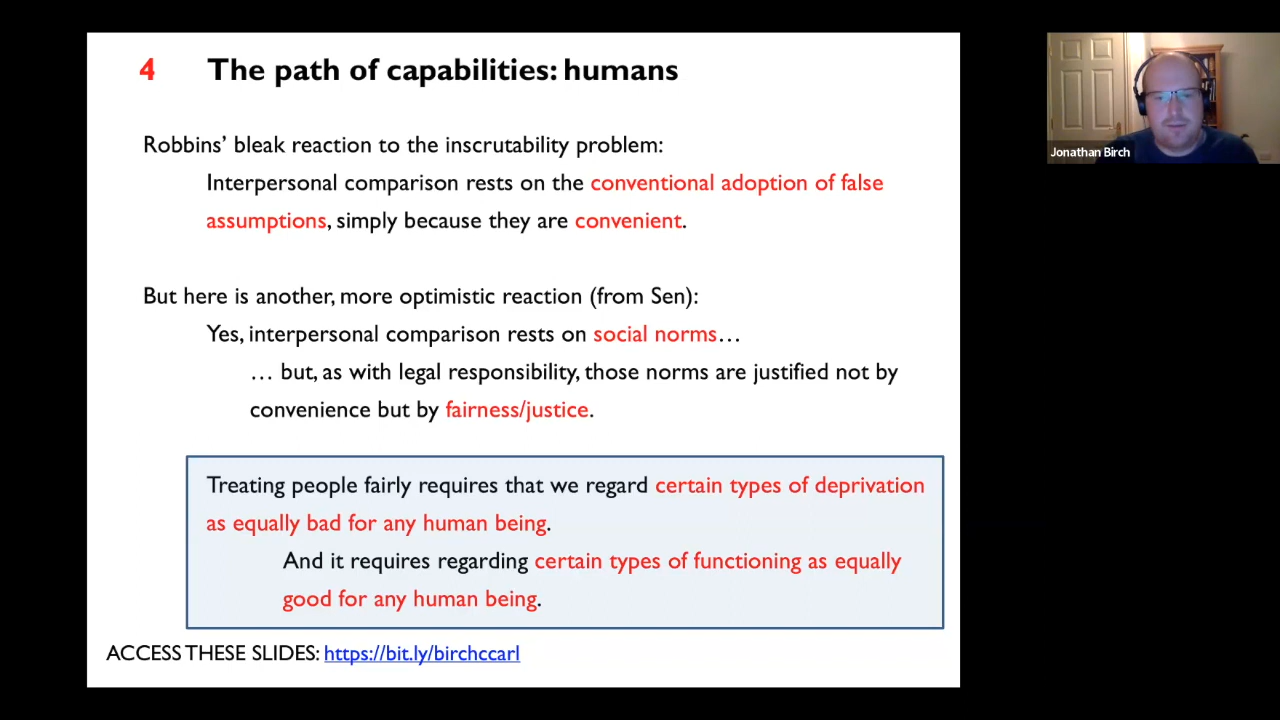 4 The path of capabilities: humans
Robbins’ bleak reaction to the inscrutability problem:
Interpersonal comparison rests on the conventional adoption of false
assumptions, simply because they are convenient.
But here is another, more optimistic reaction (from Sen):
Yes, interpersonal comparison rests on social norms…
… but, as with legal responsibility, those norms are justified not by
convenience but by fairness/justice.
Treating people fairly requires that we regard certain types of deprivation
as equally bad for any human being.
And it requires regarding certain types of functioning as equally
good for any human being.
ACCESS THESE SLIDES: https://bit.ly/birchccarl
Jonathan Birch